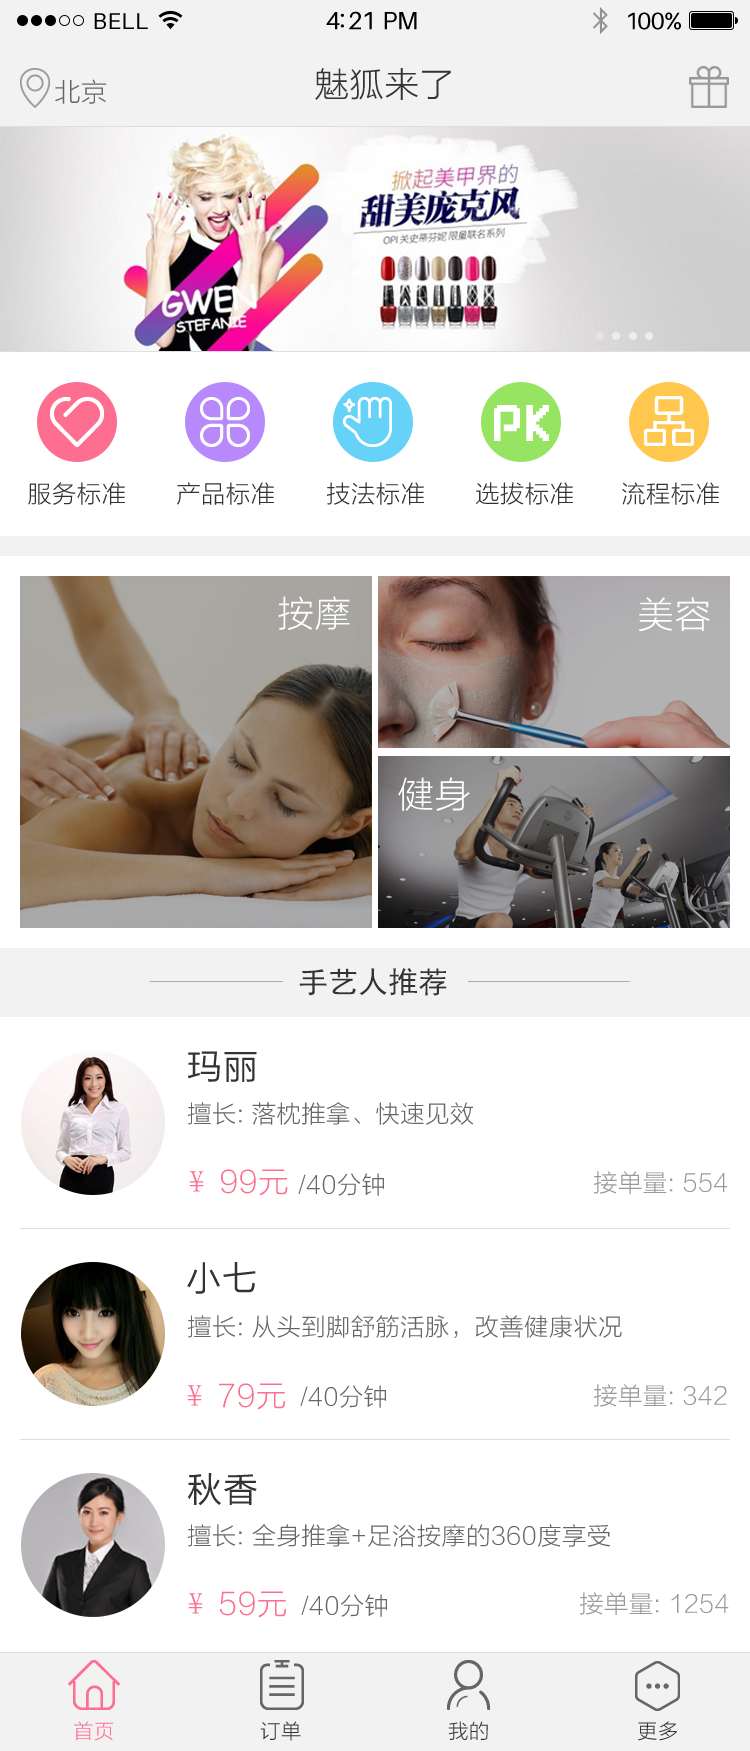 BELL 4:21 PM 100%
北京 魅狐来了
掀起美甲界的
甜美庞克风
OPI 关史蒂芬妮 限量联名系列
GWEN
STEFANIE
服务标准 产品标准 技法标准 选拔标准 流程标准
按摩
美容
健身
手艺人推荐
玛丽
擅长: 落枕推拿、快速见效
¥ 99元 /40分钟 接单量: 554
小七
擅长: 从头到脚舒筋活脉，改善健康状况
¥ 79元 /40分钟 接单量: 342
秋香
擅长: 全身推拿+足浴按摩的360度享受
¥ 59元 /40分钟 接单量: 1254
首页 订单 我的 更多